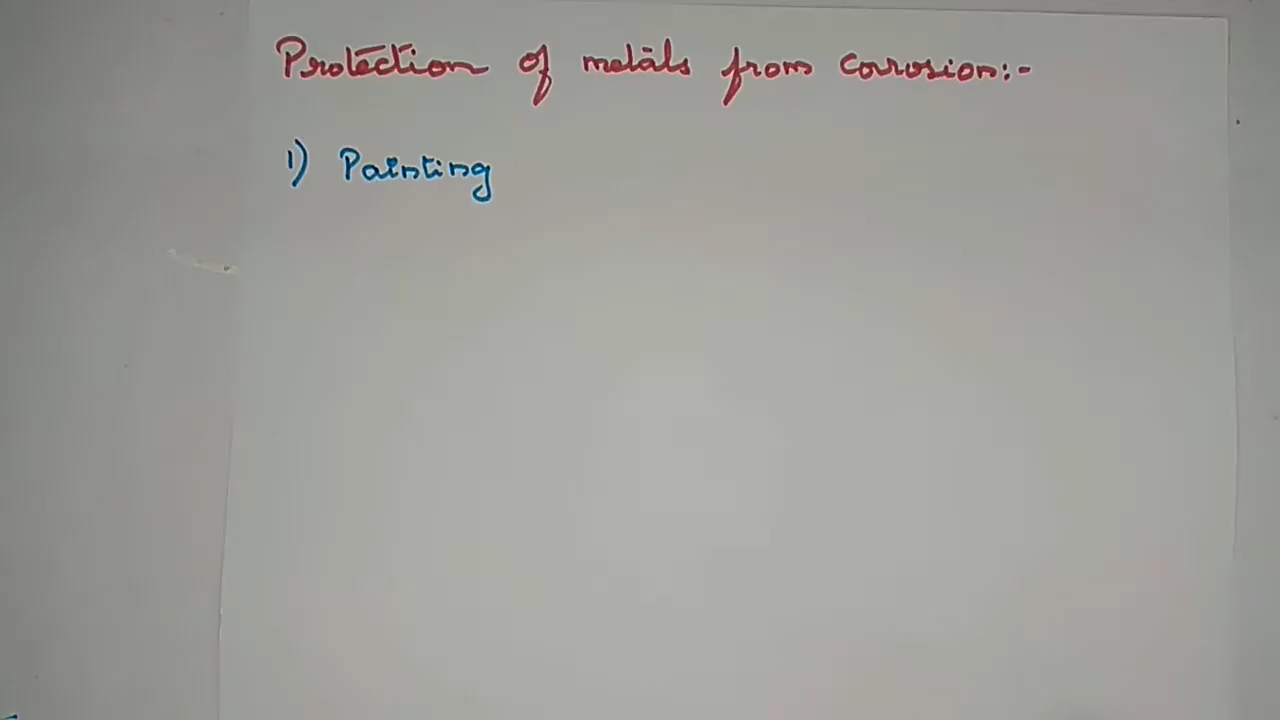 Protection of metals from corrosion:-
1) Painting